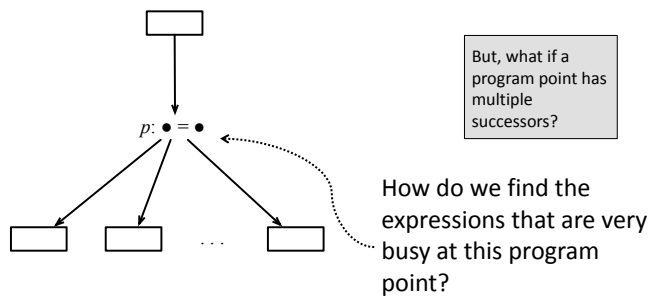 But, what if a
program point has
multiple
successors?
p: • = •
How do we find the
expressions that are very
busy at this program
point?
. . .